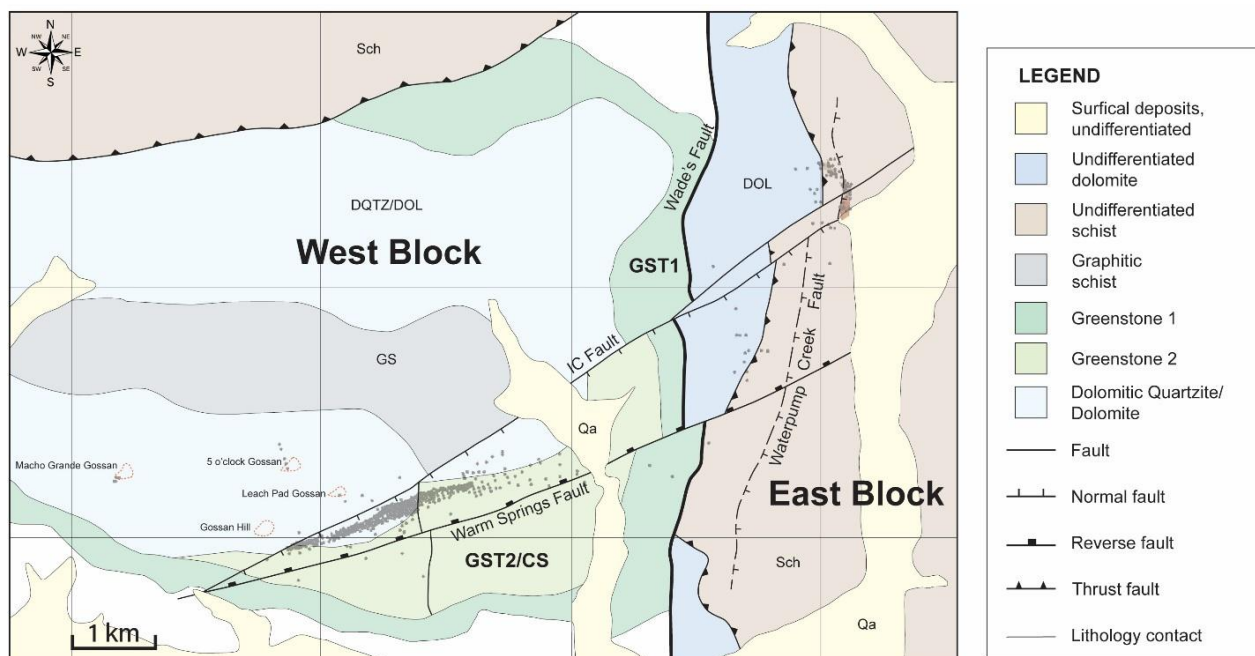 N
NW
NE
W
E
SW
SE
S
Sch
Wade's Fault
DOL
DQTZ/DOL
West Block
GST1
Waterpump Creek Fault
IC Fault
GS
Qa
Macho Grande Gossan
5 o'clock Gossan
Leach Pad Gossan
Gossan Hill
Warm Springs Fault
East Block
GST2/CS
Sch
Qa
1 km
LEGEND
Surfical deposits,
undifferentiated
Undifferentiated
dolomite
Undifferentiated
schist
Graphitic
schist
Greenstone 1
Greenstone 2
Dolomitic Quartzite/
Dolomite
Fault
Normal fault
Reverse fault
Thrust fault
Lithology contact